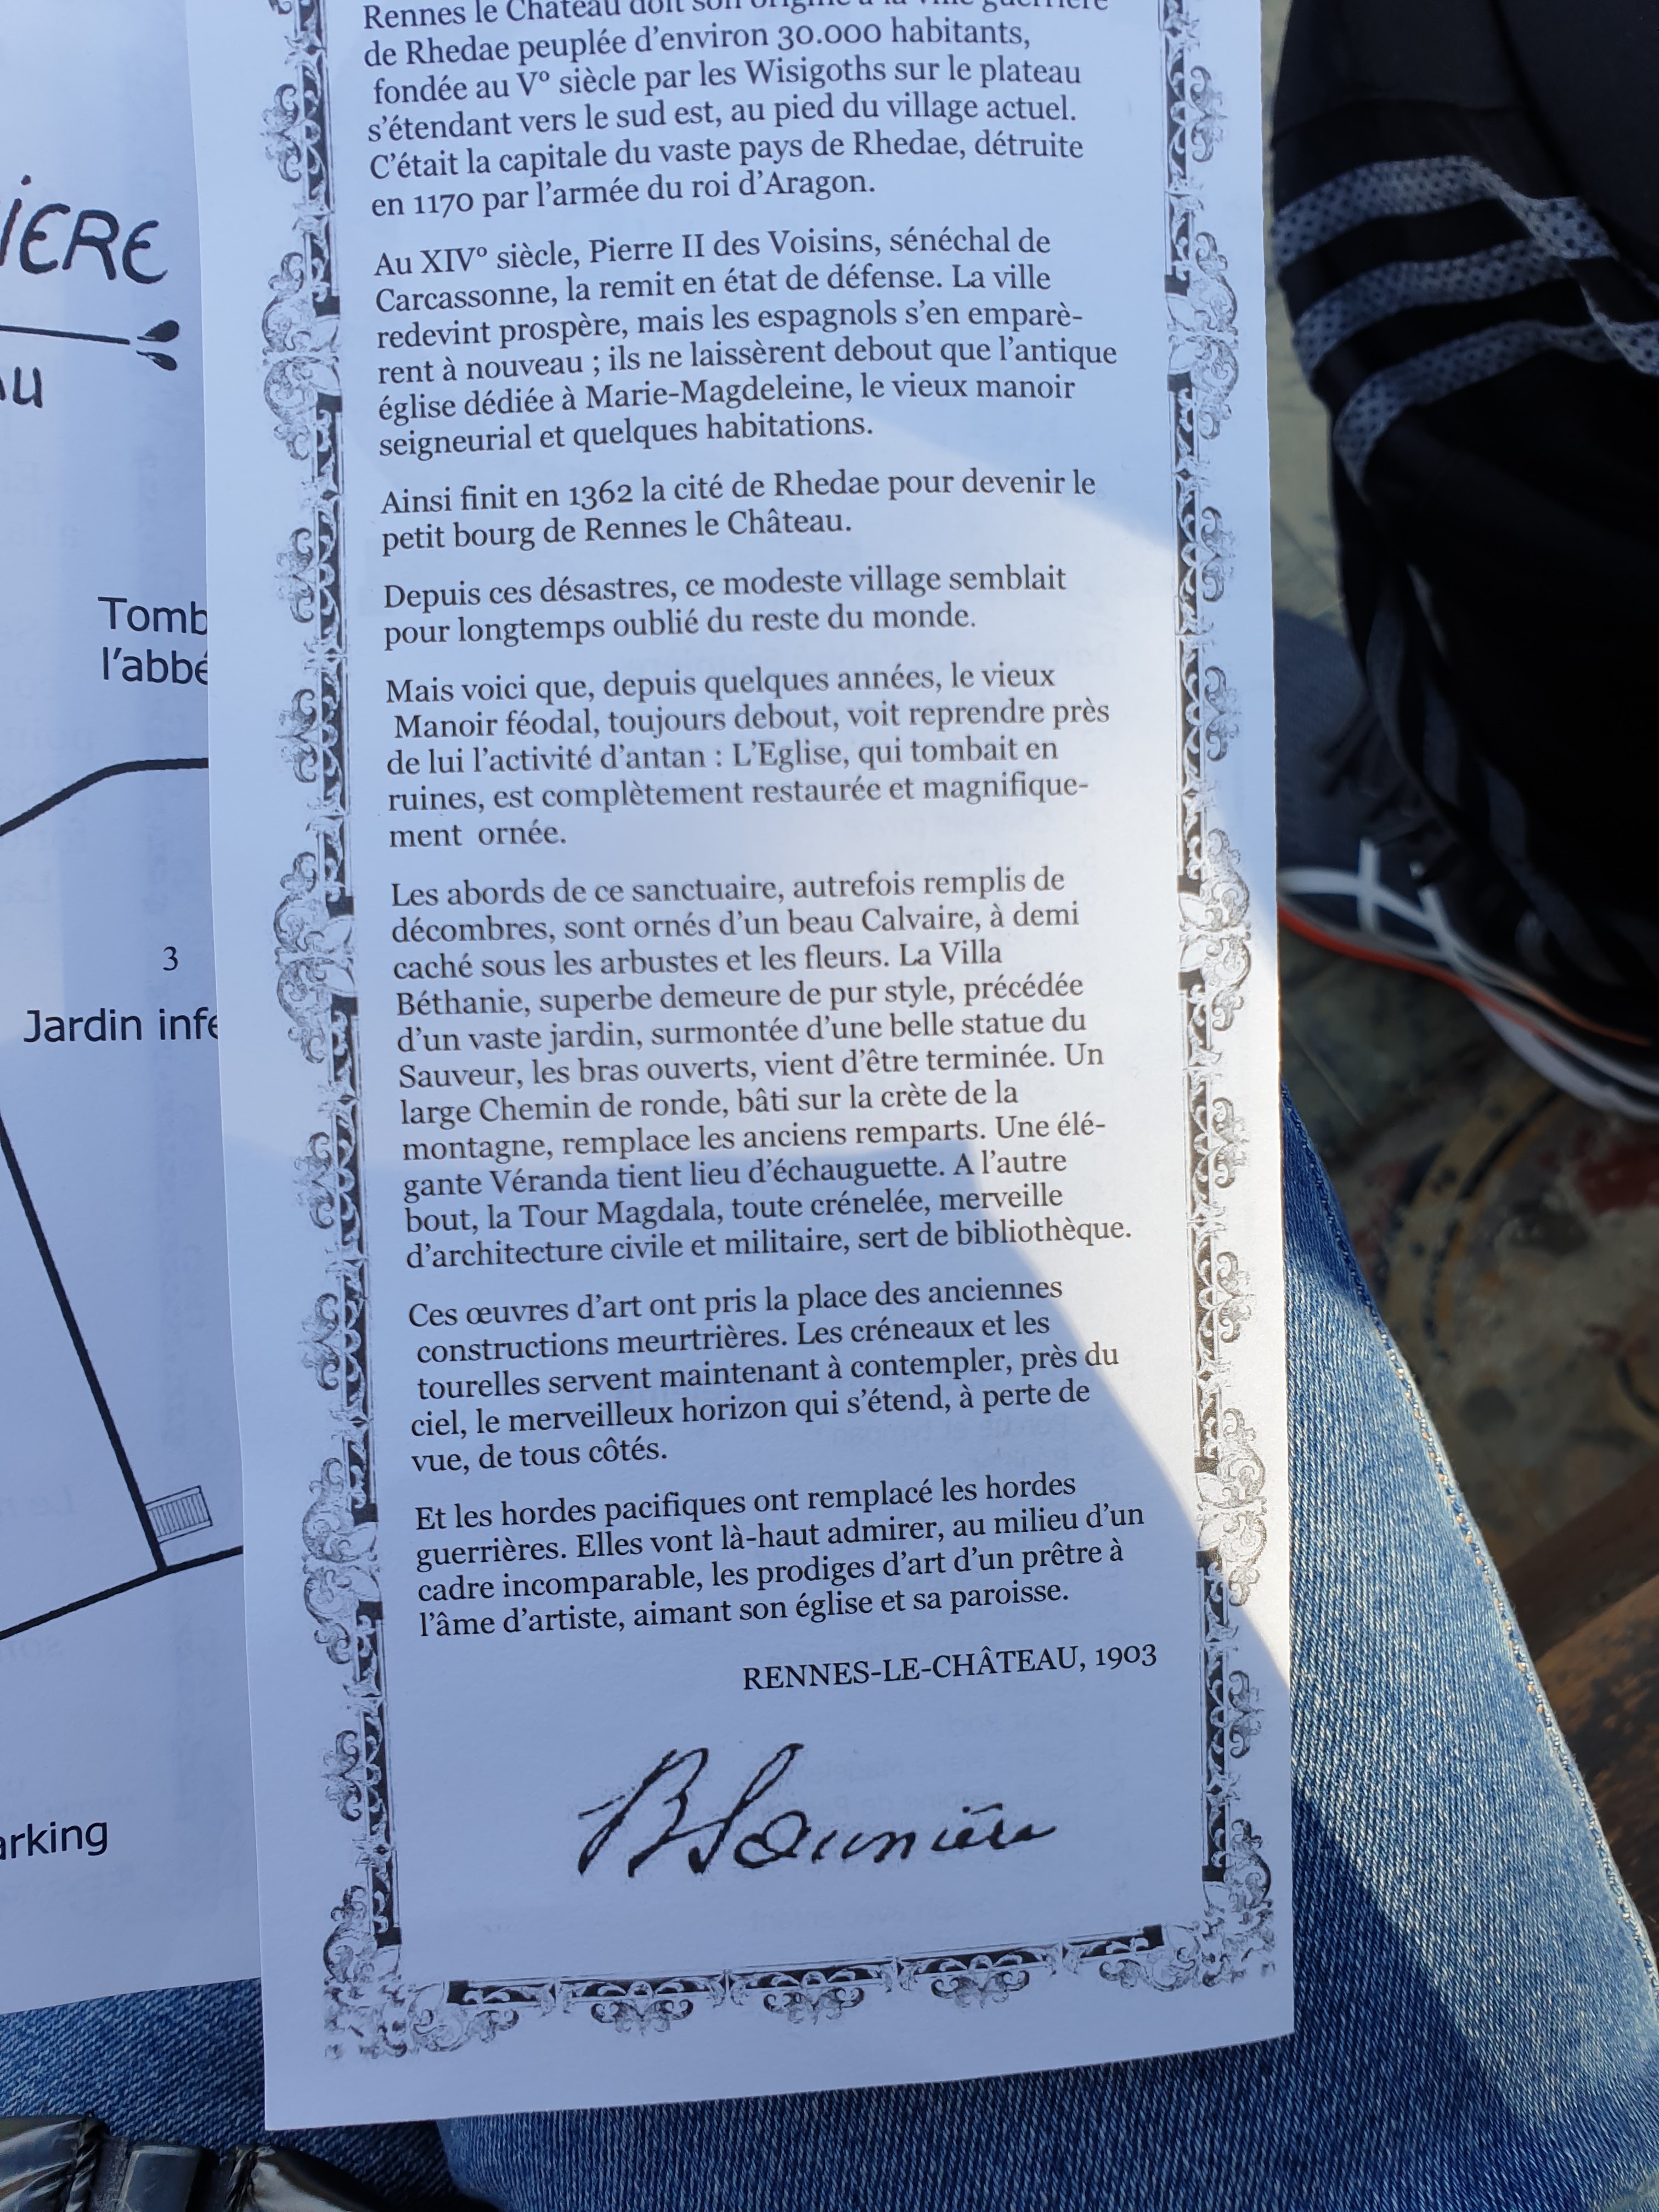 Rennes le Château doit son origine à la ville guerrière
de Rhedae peuplée d'environ 30.000 habitants,
fondée au V° siècle par les Wisigoths sur le plateau
s'étendant vers le sud est, au pied du village actuel.
C'était la capitale du vaste pays de Rhedae, détruite
en 1170 par l'armée du roi d'Aragon.
Au XIV° siècle, Pierre II des Voisins, sénéchal de
Carcassonne, la remit en état de défense. La ville
redevint prospère, mais les espagnols s'en emparè-
rent à nouveau ; ils ne laissèrent debout que l'antique
église dédiée à Marie-Magdeleine, le vieux manoir
seigneurial et quelques habitations.
Ainsi finit en 1362 la cité de Rhedae pour devenir le
petit bourg de Rennes le Château.
Depuis ces désastres, ce modeste village semblait
pour longtemps oublié du reste du monde.
Mais voici que, depuis quelques années, le vieux
Manoir féodal, toujours debout, voit reprendre près
de lui l'activité d'antan : L'Eglise, qui tombait en
ruines, est complètement restaurée et magnifique-
ment ornée.
Les abords de ce sanctuaire, autrefois remplis de
décombres, sont ornés d'un beau Calvaire, à demi
caché sous les arbustes et les fleurs. La Villa
Béthanie, superbe demeure de pur style, précédée
d'un vaste jardin, surmontée d'une belle statue du
Sauveur, les bras ouverts, vient d'être terminée. Un
large Chemin de ronde, bâti sur la crète de la
montagne, remplace les anciens remparts. Une élé-
gante Véranda tient lieu d'échauguette. A l'autre
bout, la Tour Magdala, toute crénelée, merveille
d'architecture civile et militaire, sert de bibliothèque.
Ces œuvres d'art ont pris la place des anciennes
constructions meurtrières. Les créneaux et les
tourelles servent maintenant à contempler, près du
ciel, le merveilleux horizon qui s'étend, à perte de
vue, de tous côtés.
Et les hordes pacifiques ont remplacé les hordes
guerrières. Elles vont là-haut admirer, au milieu d'un
cadre incomparable, les prodiges d'art d'un prêtre à
l'âme d'artiste, aimant son église et sa paroisse.
RENNES-LE-CHÂTEAU, 1903
BSaunière
IERE
AU
Tomb
l'abbé
3
Jardin infé
arking